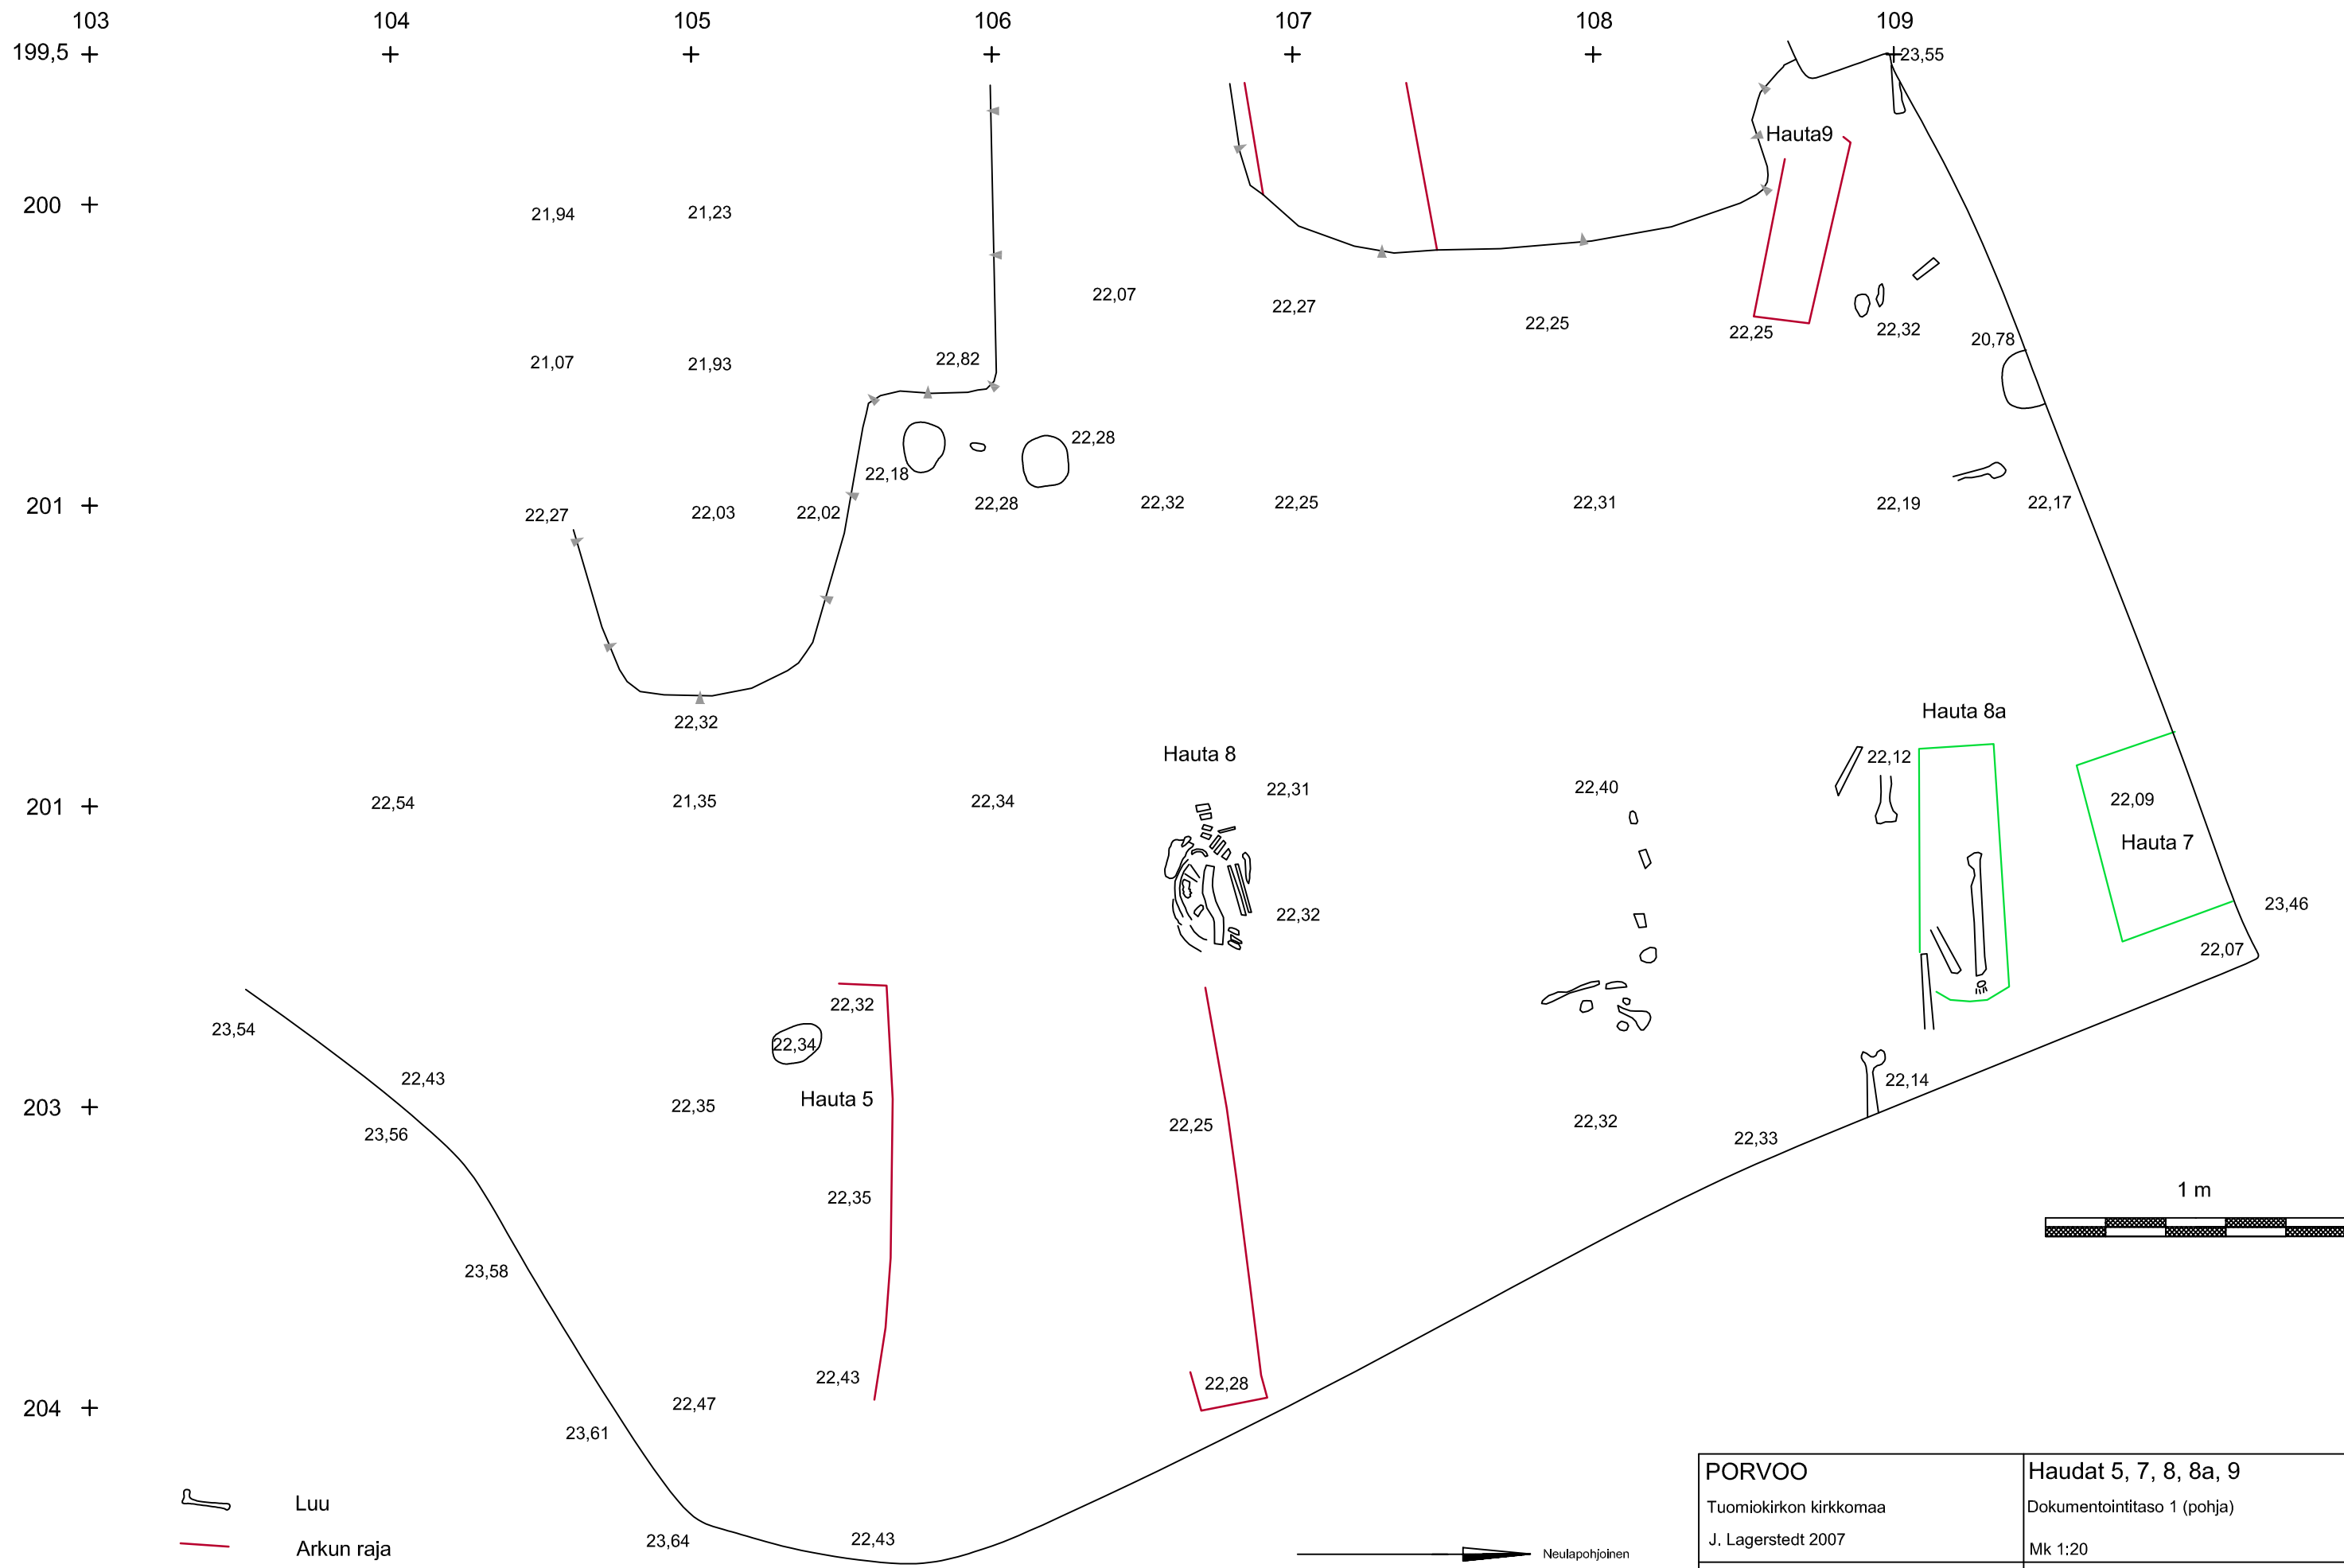 103 104 105 106 107 108 109
199,5 23,55
Hauta9
200 21,94 21,23
22,07 22,27 22,25 22,25 22,32 20,78
21,07 21,93 22,82
22,28
22,18
201 22,27 22,03 22,02 22,28 22,32 22,25 22,31 22,19 22,17
22,32 Hauta 8a
Hauta 8 22,12
201 22,54 21,35 22,34 22,31 22,40 22,09
Hauta 7
22,32 23,46
22,07
22,32
23,54 22,34
22,43 22,14
Hauta 5
203 22,35 22,25 22,32
23,56 22,33
22,35 1 m
23,58
22,43 22,28
204 22,47
23,61
PORVOO Haudat 5, 7, 8, 8a, 9
Luu Tuomiokirkon kirkkomaa Dokumentointitaso 1 (pohja)
23,64 22,43 J. Lagerstedt 2007
Arkun raja Neulapohjoinen Mk 1:20